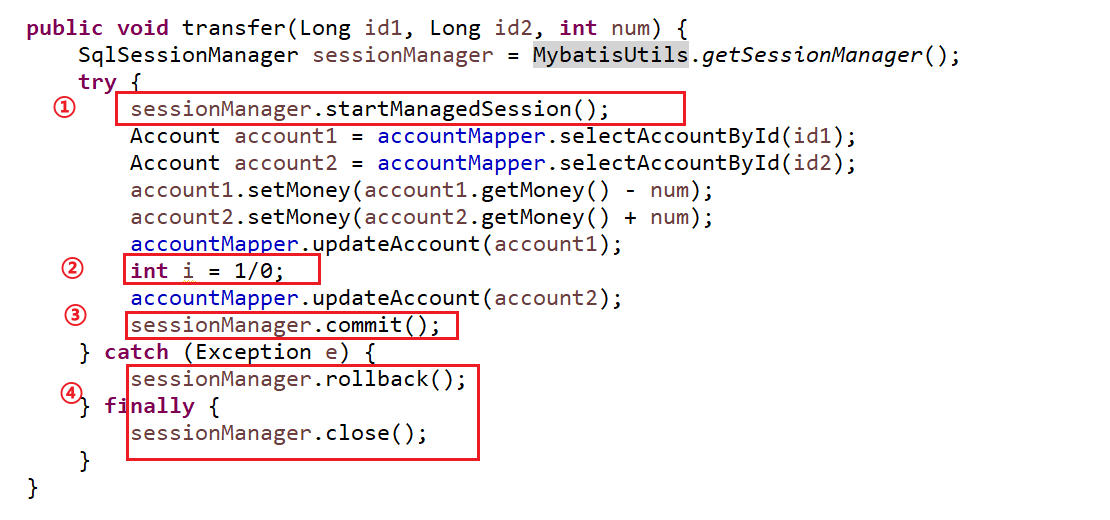 public void transfer(Long id1, Long id2, int num) {
SqlSessionManager sessionManager = MybatisUtils.getSessionManager();
try {
① sessionManager.startManagedSession();
Account account1 = accountMapper.selectAccountById(id1);
Account account2 = accountMapper.selectAccountById(id2);
account1.setMoney(account1.getMoney() - num);
account2.setMoney(account2.getMoney() + num);
accountMapper.updateAccount(account1);
② int i = 1/0;
accountMapper.updateAccount(account2);
③ sessionManager.commit();
} catch (Exception e) {
sessionManager.rollback();
④ } finally {
sessionManager.close();
}
}